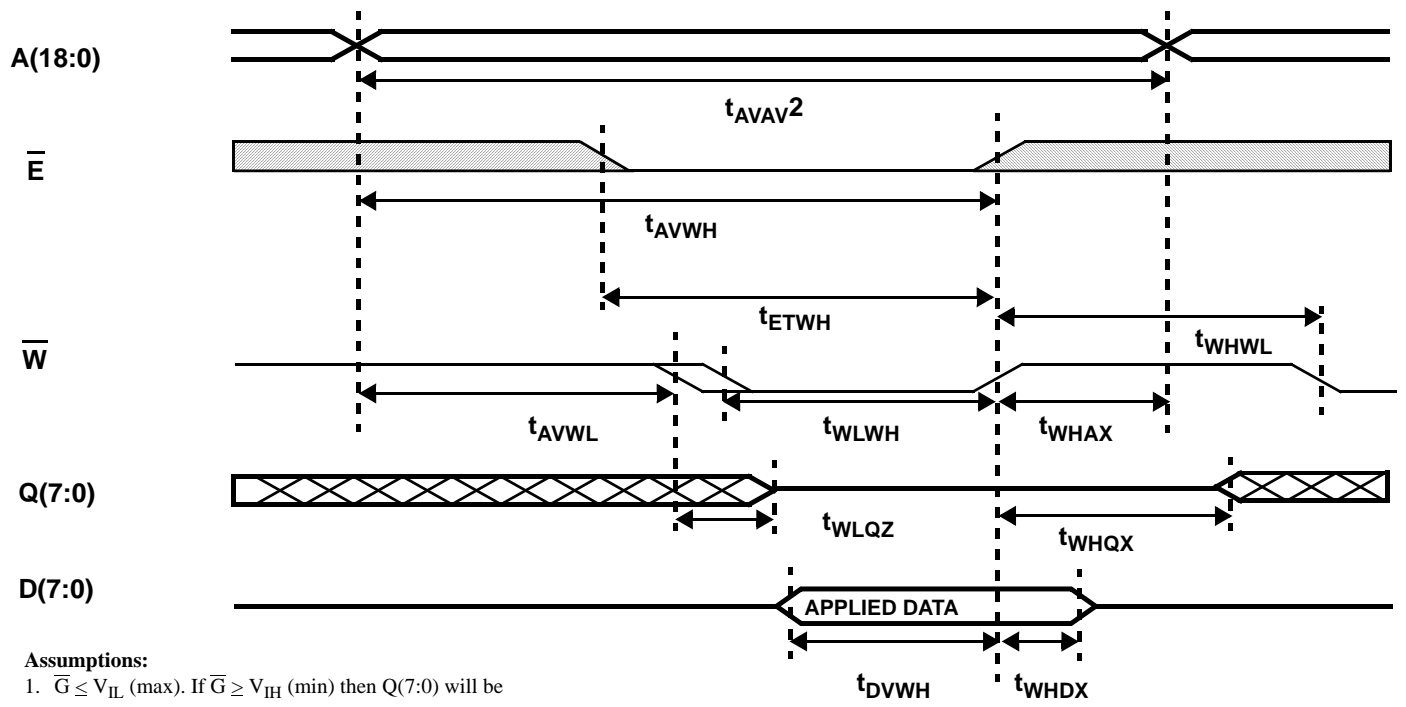 A(18:0)
tAVAV2
E̅
tAVWH
tETWH
W̅
tWHWL
tAVWL
tWLWH
tWHAX
Q(7:0)
tWLQZ
tWHQX
D(7:0)
APPLIED DATA
Assumptions:
1. G̅ ≤ VIL (max). If G̅ ≥ VIH (min) then Q(7:0) will be
tDVWH
tWHDX